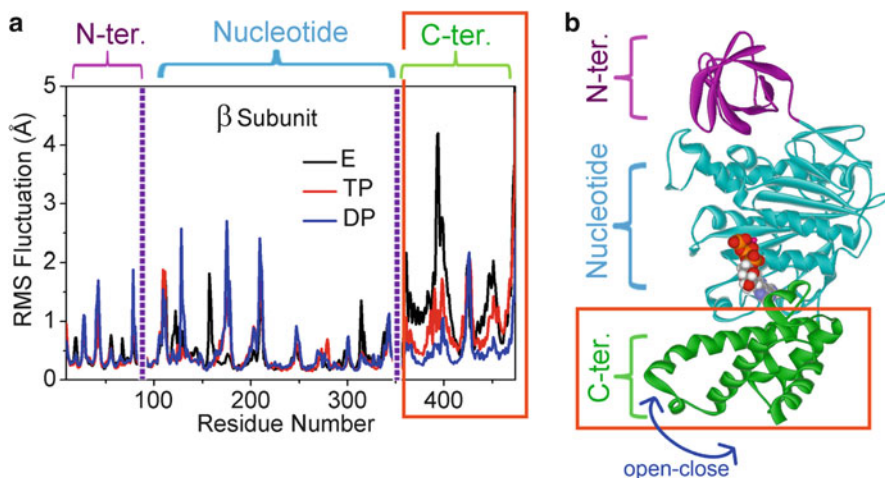 a
N-ter.
Nucleotide
C-ter.
RMS Fluctuation (Å)
5
4
3
2
1
0
β Subunit
E
TP
DP
100
200
300
400
Residue Number
b
N-ter.
Nucleotide
C-ter.
open-close